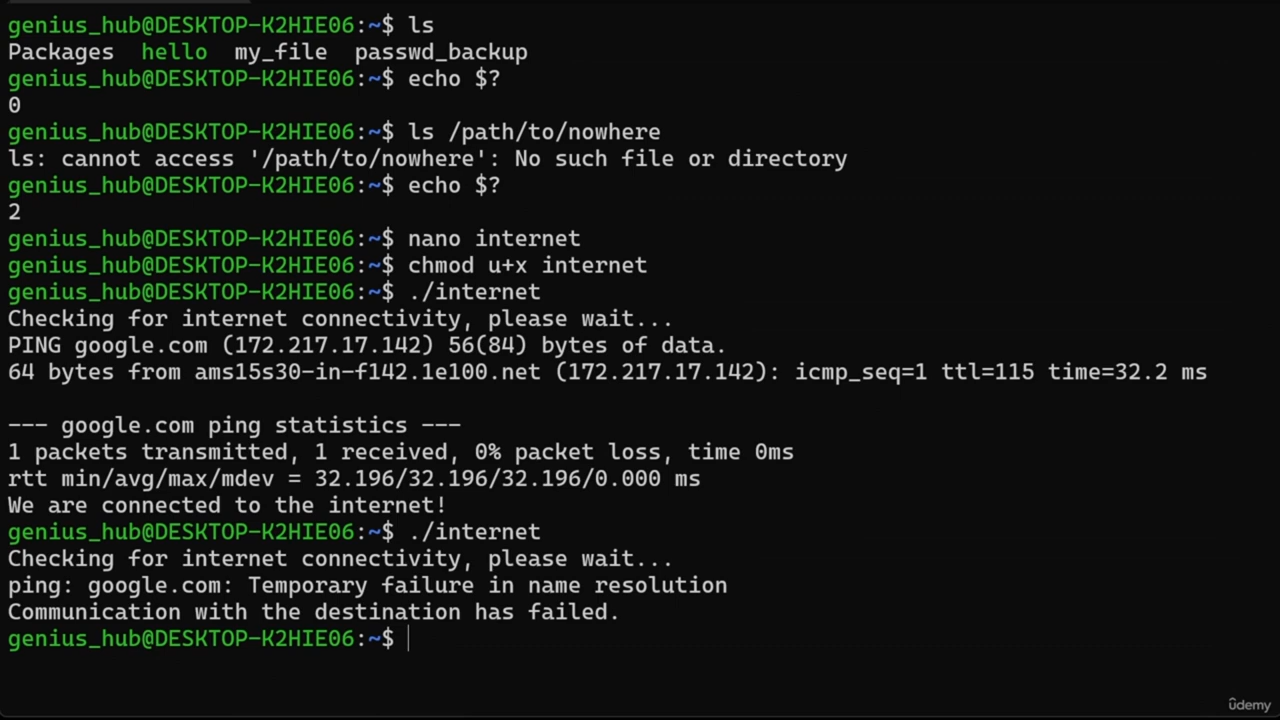 genius_hub@DESKTOP-K2HIE06:~$ ls
Packages  hello  my_file  passwd_backup
genius_hub@DESKTOP-K2HIE06:~$ echo $?
0
genius_hub@DESKTOP-K2HIE06:~$ ls /path/to/nowhere
ls: cannot access '/path/to/nowhere': No such file or directory
genius_hub@DESKTOP-K2HIE06:~$ echo $?
2
genius_hub@DESKTOP-K2HIE06:~$ nano internet
genius_hub@DESKTOP-K2HIE06:~$ chmod u+x internet
genius_hub@DESKTOP-K2HIE06:~$ ./internet
Checking for internet connectivity, please wait...
PING google.com (172.217.17.142) 56(84) bytes of data.
64 bytes from ams15s30-in-f142.1e100.net (172.217.17.142): icmp_seq=1 ttl=115 time=32.2 ms
--- google.com ping statistics ---
1 packets transmitted, 1 received, 0% packet loss, time 0ms
rtt min/avg/max/mdev = 32.196/32.196/32.196/0.000 ms
We are connected to the internet!
genius_hub@DESKTOP-K2HIE06:~$ ./internet
Checking for internet connectivity, please wait...
ping: google.com: Temporary failure in name resolution
Communication with the destination has failed.
genius_hub@DESKTOP-K2HIE06:~$
ûdemy